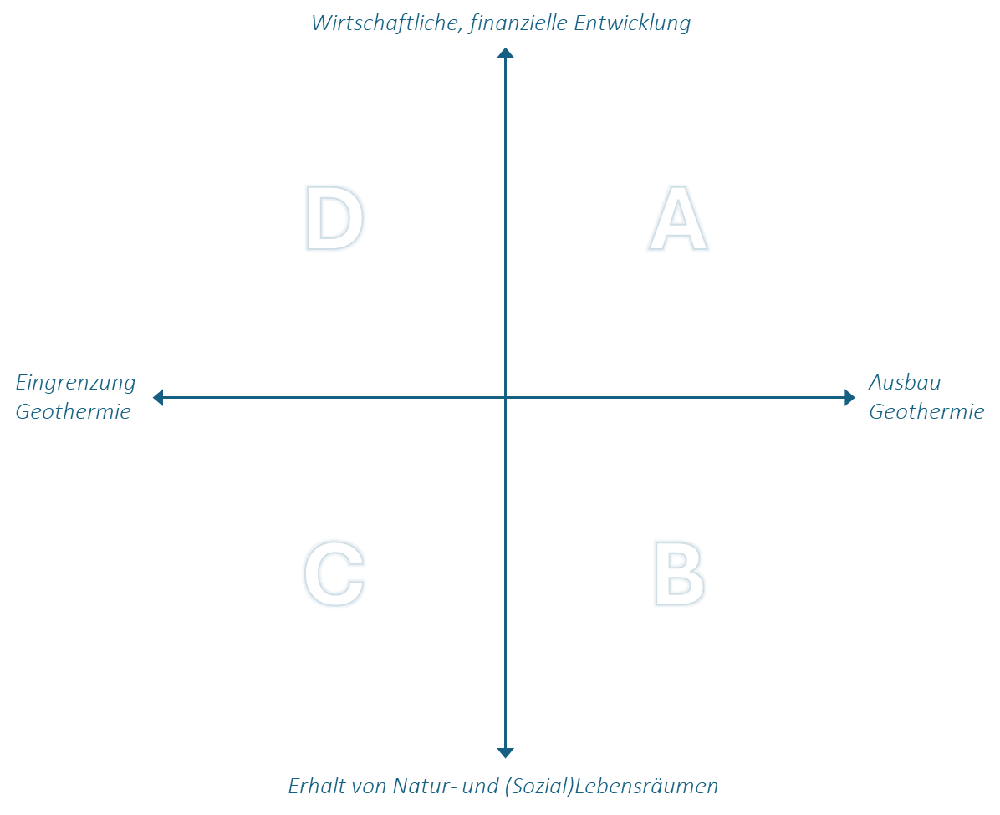 Wirtschaftliche, finanzielle Entwicklung
D
A
Eingrenzung
Geothermie
Ausbau
Geothermie
C
B
Erhalt von Natur- und (Sozial)Lebensräumen